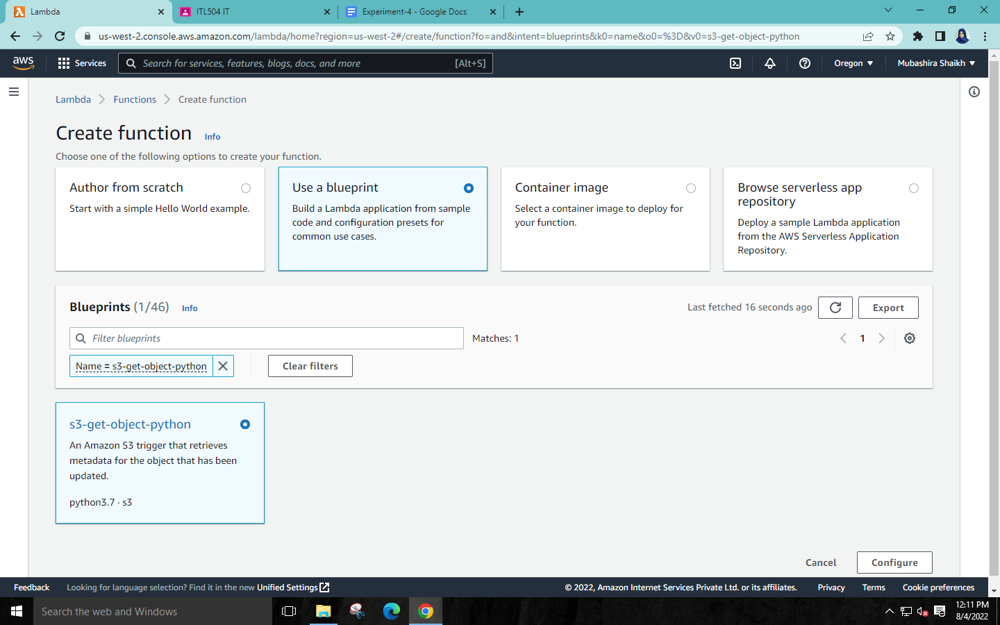 Lambda
ITL504 IT
Experiment-4 - Google Docs
us-west-2.console.aws.amazon.com/lambda/home?region=us-west-2#/create/function?fo=and&intent=blueprints&k0=name&o0=%3D&v0=s3-get-object-python
aws
Services
Search for services, features, blogs, docs, and more
[Alt+S]
Oregon
Mubashira Shaikh
Lambda
Functions
Create function
Create function
Info
Choose one of the following options to create your function.
Author from scratch
Start with a simple Hello World example.
Use a blueprint
Build a Lambda application from sample
code and configuration presets for
common use cases.
Container image
Select a container image to deploy for
your function.
Browse serverless app
repository
Deploy a sample Lambda application
from the AWS Serverless Application
Repository.
Blueprints (1/46)
Info
Last fetched 16 seconds ago
Export
Filter blueprints
Matches: 1
1
Name = s3-get-object-python
Clear filters
s3-get-object-python
An Amazon S3 trigger that retrieves
metadata for the object that has been
updated.
python3.7 · s3
Cancel
Configure
Feedback
Looking for language selection? Find it in the new Unified Settings
© 2022, Amazon Internet Services Private Ltd. or its affiliates.
Privacy
Terms
Cookie preferences
Search the web and Windows
12:11 PM
8/4/2022